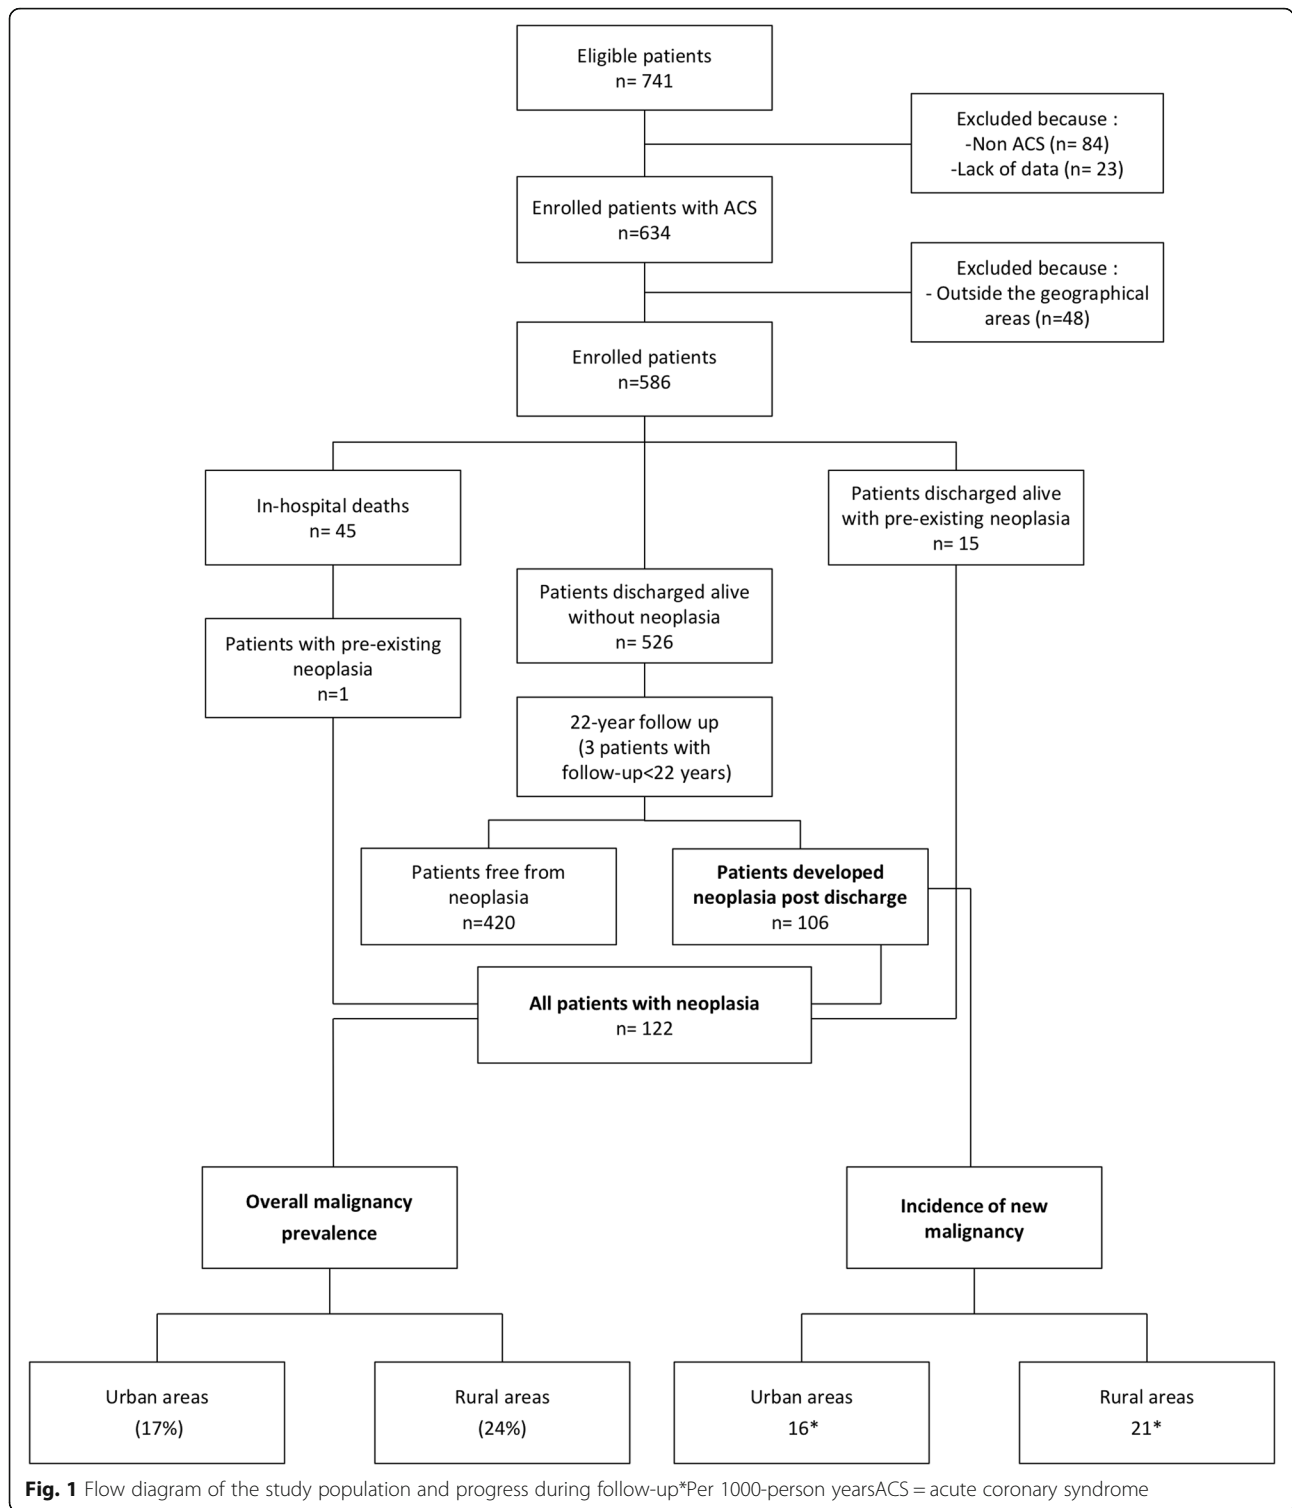 Eligible patients
n= 741
Excluded because :
-Non ACS (n= 84)
-Lack of data (n= 23)
Enrolled patients with ACS
n=634
Excluded because :
- Outside the geographical
areas (n=48)
Enrolled patients
n=586
In-hospital deaths
n= 45
Patients discharged alive
with pre-existing neoplasia
n= 15
Patients discharged alive
without neoplasia
n= 526
Patients with pre-existing
neoplasia
n=1
22-year follow up
(3 patients with
follow-up<22 years)
Patients free from
neoplasia
n=420
Patients developed
neoplasia post discharge
n= 106
All patients with neoplasia
n= 122
Overall malignancy
prevalence
Incidence of new
malignancy
Urban areas
(17%)
Rural areas
(24%)
Urban areas
16*
Rural areas
21*
Fig. 1 Flow diagram of the study population and progress during follow-up*Per 1000-person yearsACS = acute coronary syndrome